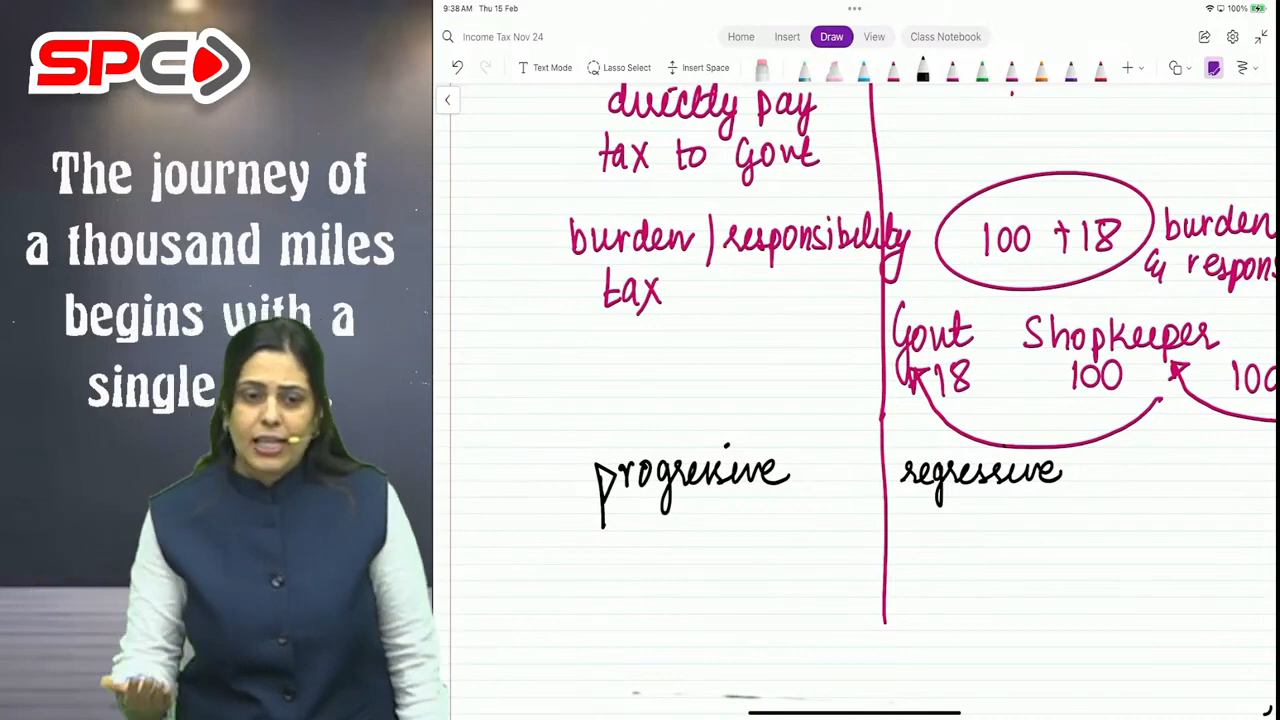 SPC
The journey of
a thousand miles
begins with a
single
9:38 AM Thu 15 Feb
100%
Income Tax Nov 24
Home Insert Draw View Class Notebook
Text Mode Lasso Select Insert Space
directly pay
tax to Govt
burden / responsibility
tax
100 + 18
burden
& respons
Govt Shopkeeper
18 100 100
progressive regressive